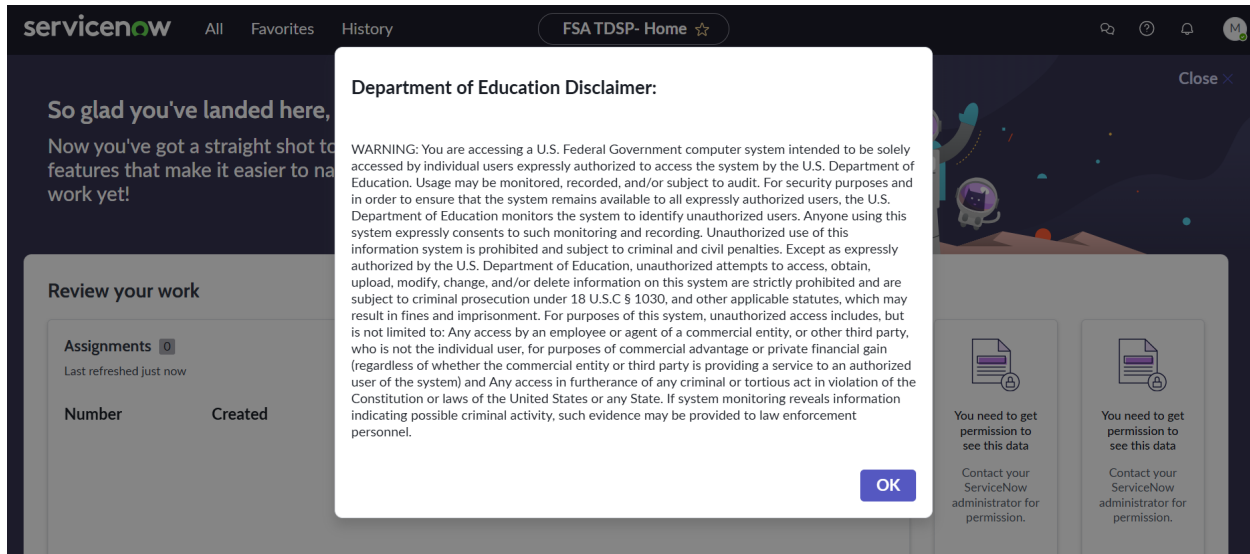 servicenow All Favorites History FSA TDSP- Home
M
Close
So glad you've landed here,
Now you've got a straight shot to
features that make it easier to na
work yet!
Department of Education Disclaimer:
WARNING: You are accessing a U.S. Federal Government computer system intended to be solely
accessed by individual users expressly authorized to access the system by the U.S. Department of
Education. Usage may be monitored, recorded, and/or subject to audit. For security purposes and
in order to ensure that the system remains available to all expressly authorized users, the U.S.
Department of Education monitors the system to identify unauthorized users. Anyone using this
system expressly consents to such monitoring and recording. Unauthorized use of this
information system is prohibited and subject to criminal and civil penalties. Except as expressly
authorized by the U.S. Department of Education, unauthorized attempts to access, obtain,
upload, modify, change, and/or delete information on this system are strictly prohibited and are
subject to criminal prosecution under 18 U.S.C § 1030, and other applicable statutes, which may
result in fines and imprisonment. For purposes of this system, unauthorized access includes, but
is not limited to: Any access by an employee or agent of a commercial entity, or other third party,
who is not the individual user, for purposes of commercial advantage or private financial gain
(regardless of whether the commercial entity or third party is providing a service to an authorized
user of the system) and Any access in furtherance of any criminal or tortious act in violation of the
Constitution or laws of the United States or any State. If system monitoring reveals information
indicating possible criminal activity, such evidence may be provided to law enforcement
personnel.
OK
Review your work
Assignments 0
Last refreshed just now
Number Created
You need to get
permission to
see this data
Contact your
ServiceNow
administrator for
permission.
You need to get
permission to
see this data
Contact your
ServiceNow
administrator for
permission.